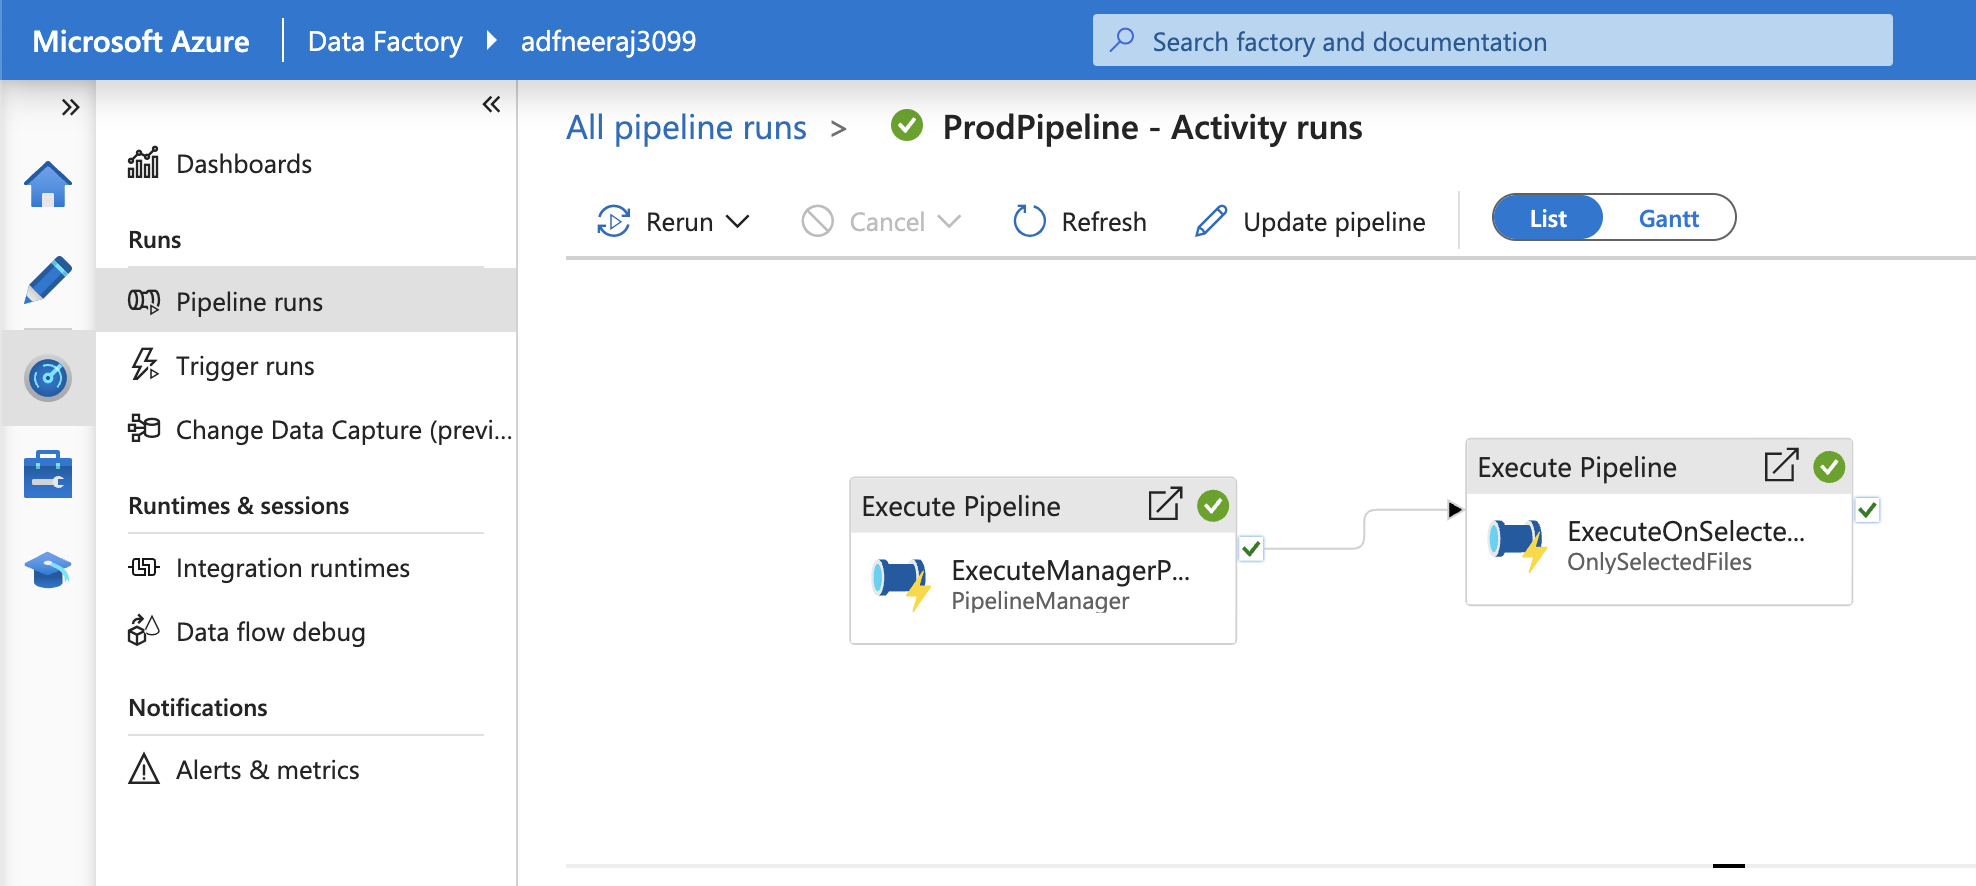 Microsoft Azure
Data Factory
adfneeraj3099
Search factory and documentation
Dashboards
Runs
Pipeline runs
Trigger runs
Change Data Capture (previ...
Runtimes & sessions
Integration runtimes
Data flow debug
Notifications
Alerts & metrics
All pipeline runs > ProdPipeline - Activity runs
Rerun
Cancel
Refresh
Update pipeline
List
Gantt
Execute Pipeline
ExecuteManagerP...
PipelineManager
Execute Pipeline
ExecuteOnSelecte...
OnlySelectedFiles